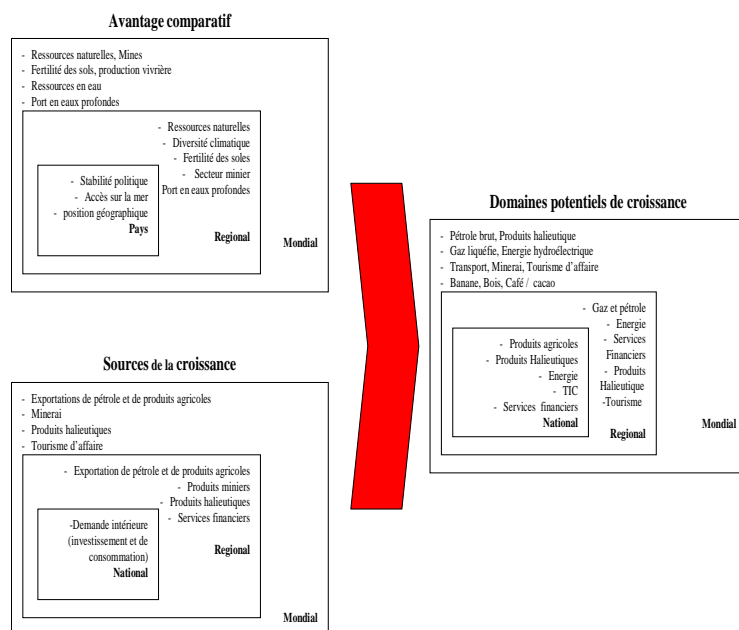 Avantage comparatif
- Ressources naturelles, Mines
- Fertilité des sols, production vivrière
- Ressources en eau
- Port en eaux profondes
- Ressources naturelles
- Diversité climatique
- Fertilité des soles
- Secteur minier
Port en eaux profondes
- Stabilité politique
- Accès sur la mer
- position géographique
Pays
Regional
Mondial
Sources de la croissance
- Exportations de pétrole et de produits agricoles
- Minerai
- Produits halieutiques
- Tourisme d'affaire
- Exportation de pétrole et de produits agricoles
- Produits miniers
- Produits halieutiques
- Services financiers
-Demande intérieure
(investissement et de
consommation)
National
Regional
Mondial
Domaines potentiels de croissance
- Pétrole brut, Produits halieutique
- Gaz liquéfie, Energie hydroélectrique
- Transport, Minerai, Tourisme d'affaire
- Banane, Bois, Café / cacao
- Gaz et pétrole
- Energie
- Services
Financiers
- Produits
Halieutique
-Tourisme
- Produits agricoles
- Produits Halieutiques
- Energie
- TIC
- Services financiers
National
Regional
Mondial